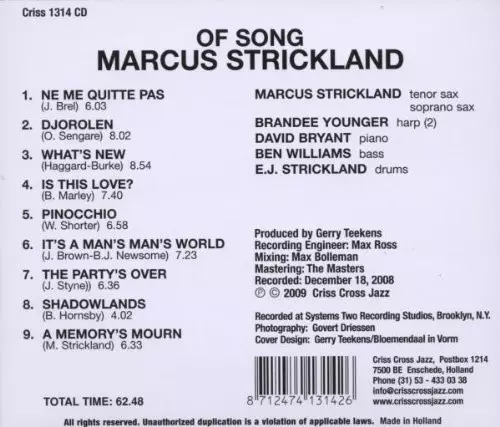 Criss 1314 CD
OF SONG
MARCUS STRICKLAND
1. NE ME QUITTE PAS
(J. Brel) 6.03
2. DJOROLEN
(O. Sengare) 8.02
3. WHAT'S NEW
(Haggard-Burke) 8.54
4. IS THIS LOVE?
(B. Marley) 7.40
5. PINOCCHIO
(W. Shorter) 6.58
6. IT'S A MAN'S MAN'S WORLD
(J. Brown-B.J. Newsome) 7.23
7. THE PARTY'S OVER
(J. Styne)) 6.36
8. SHADOWLANDS
(B. Hornsby) 4.02
9. A MEMORY'S MOURN
(M. Strickland) 6.33
TOTAL TIME: 62.48
MARCUS STRICKLAND tenor sax
soprano sax
BRANDEE YOUNGER harp (2)
DAVID BRYANT piano
BEN WILLIAMS bass
E.J. STRICKLAND drums
Produced by Gerry Teekens
Recording Engineer: Max Ross
Mixing: Max Bolleman
Mastering: The Masters
Recorded: December 18, 2008
℗ © 2009 Criss Cross Jazz
Recorded at Systems Two Recording Studios, Brooklyn, N.Y.
Photography: Govert Driessen
Cover Design: Gerry Teekens/Bloemendaal in Vorm
8 712474 131426
Criss Cross Jazz, Postbox 1214
7500 BE Enschede, Holland
Phone (31) 53 - 433 03 38
info@crisscrossjazz.com
www.crisscrossjazz.com
All rights reserved. Unauthorized duplication is a violation of applicable laws. Made in Holland